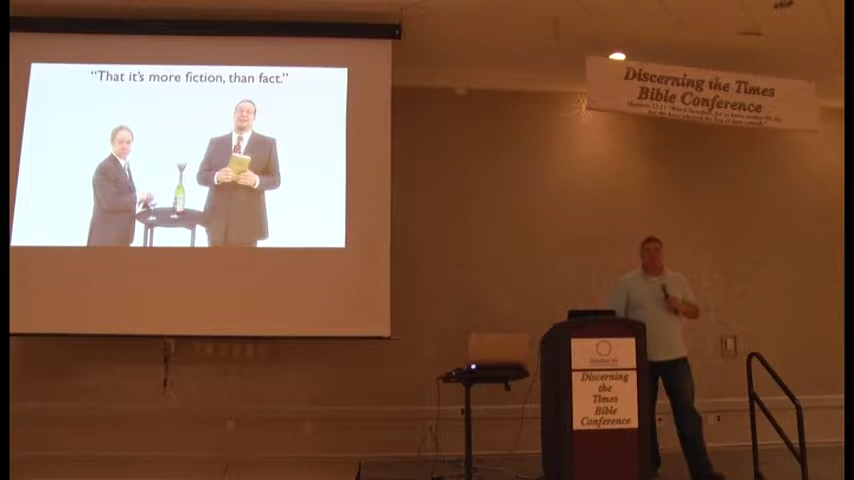 "That it's more fiction, than fact."
Discerning the Times
Bible Conference
Discerning
the
Times
Bible
Conference